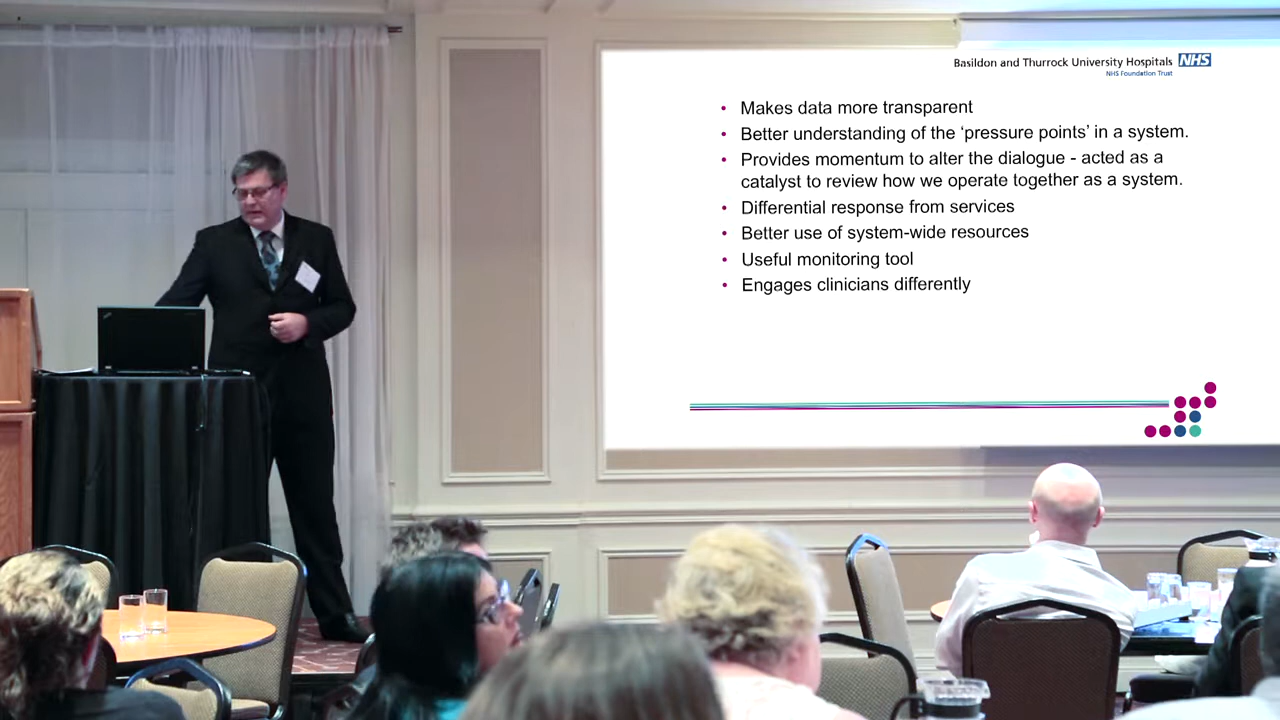 Basildon and Thurrock University Hospitals NHS
NHS Foundation Trust
• Makes data more transparent
• Better understanding of the ‘pressure points’ in a system.
• Provides momentum to alter the dialogue - acted as a
catalyst to review how we operate together as a system.
• Differential response from services
• Better use of system-wide resources
• Useful monitoring tool
• Engages clinicians differently